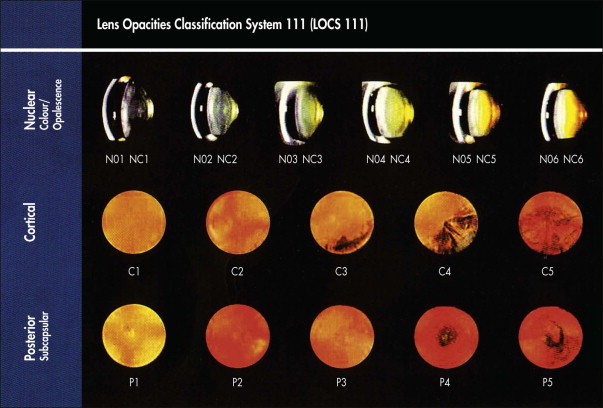 Lens Opacities Classification System 111 (LOCS 111)
Nuclear
Colour/
Opalescence
N01 NC1 N02 NC2 N03 NC3 N04 NC4 N05 NC5 N06 NC6
Cortical
C1 C2 C3 C4 C5
Posterior
Subcapsular
P1 P2 P3 P4 P5